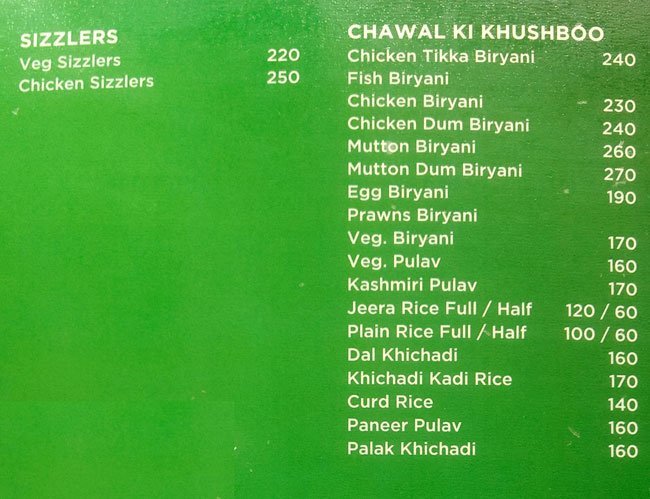 SIZZLERS
Veg Sizzlers 220
Chicken Sizzlers 250
CHAWAL KI KHUSHBOO
Chicken Tikka Biryani 240
Fish Biryani
Chicken Biryani 230
Chicken Dum Biryani 240
Mutton Biryani 260
Mutton Dum Biryani 270
Egg Biryani 190
Prawns Biryani
Veg. Biryani 170
Veg. Pulav 160
Kashmiri Pulav 170
Jeera Rice Full / Half 120 / 60
Plain Rice Full / Half 100 / 60
Dal Khichadi 160
Khichadi Kadi Rice 170
Curd Rice 140
Paneer Pulav 160
Palak Khichadi 160